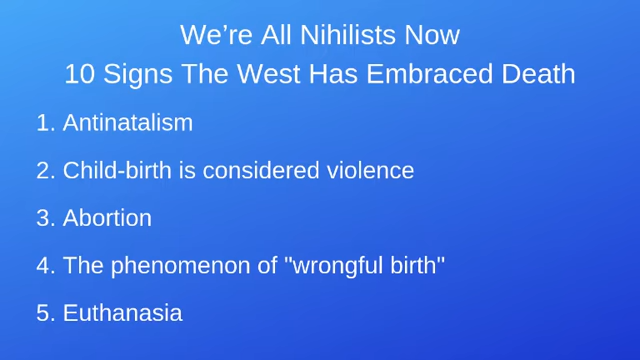 We’re All Nihilists Now
10 Signs The West Has Embraced Death
1. Antinatalism
2. Child-birth is considered violence
3. Abortion
4. The phenomenon of "wrongful birth"
5. Euthanasia